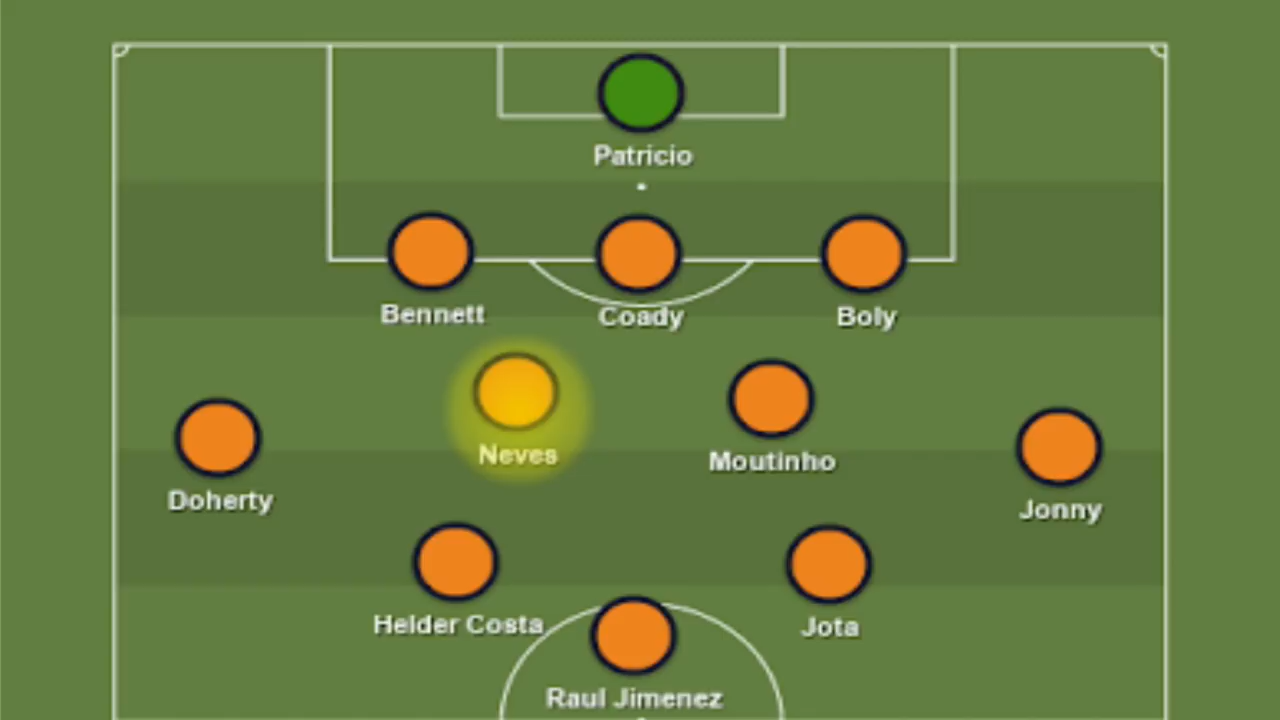 Patricio
Bennett
Coady
Boly
Neves
Moutinho
Doherty
Jonny
Helder Costa
Jota
Raul Jimenez